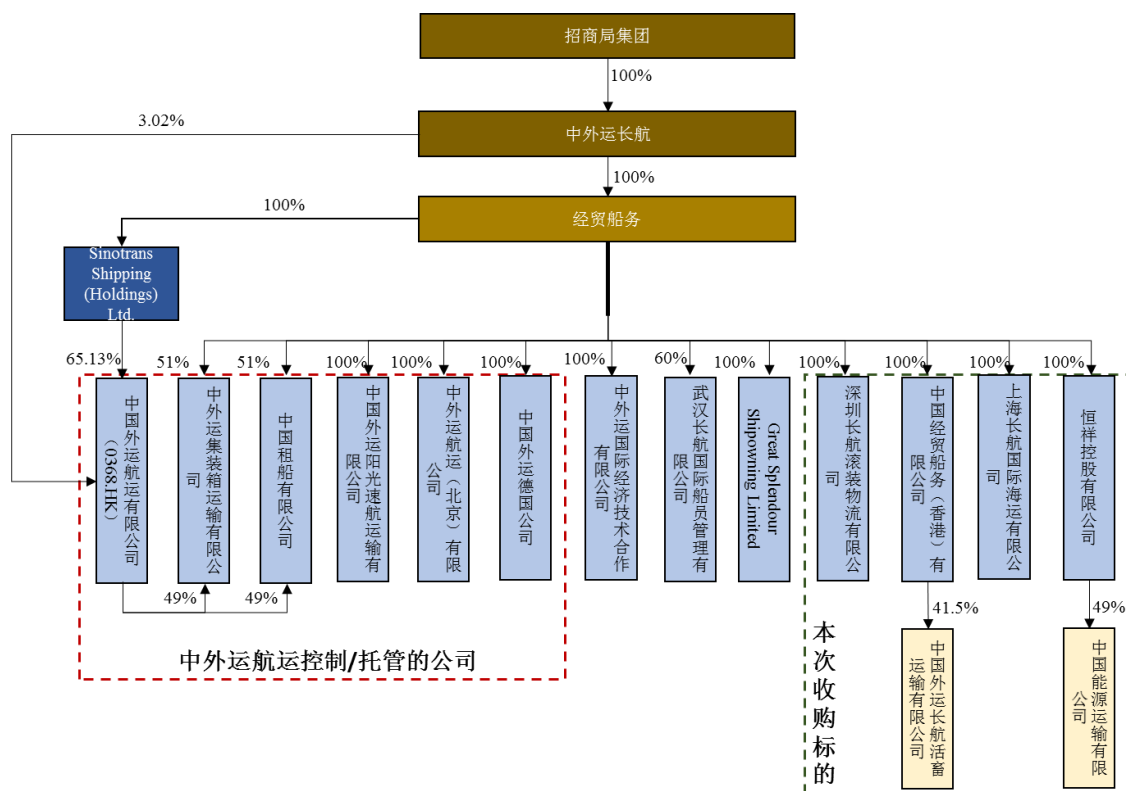 招商局集团
100%
3.02%
中外运长航
100%
100%
经贸船务
Sinotrans
Shipping
(Holdings)
Ltd.
65.13%
51%
51%
100%
100%
100%
100%
60%
100%
100%
100%
100%
100%
中国外运航运有限公司
（0368.HK）
中外运集装箱运输有限公
司
中国租船有限公司
中国外运阳光速航运输有
限公司
中外运航运（北京）有限
公司
中国外运德国公司
中外运国际经济技术合作
有限公司
武汉长航国际船员管理有
限公司
Great Splendour
Shipowning Limited
深圳长航滚装物流有限公
司
中国经贸船务（香港）有
限公司
上海长航国际海运有限公
司
恒祥控股有限公司
49%
49%
41.5%
49%
中外运航运控制/托管的公司
本次收购标的
中国外运长航活畜
运输有限公司
中国能源运输有限
公司